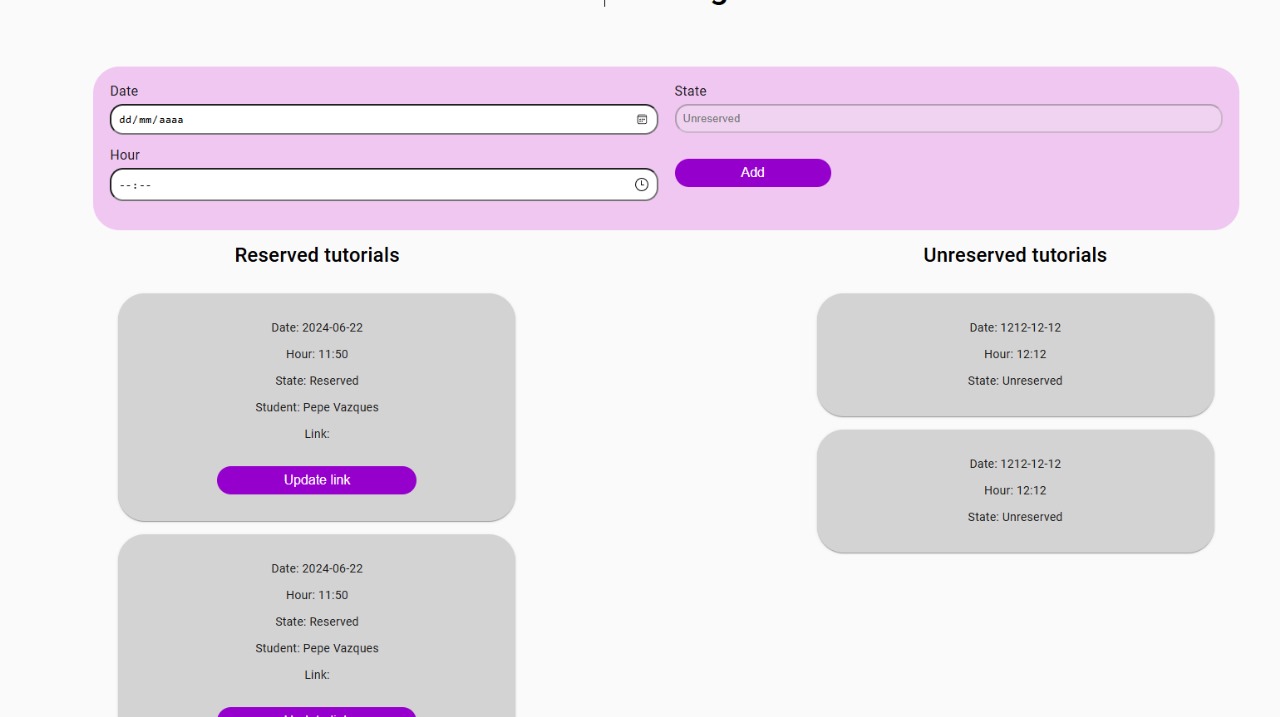 Date
dd/mm/aaaa
State
Unreserved
Hour
--:--
Add
Reserved tutorials
Date: 2024-06-22
Hour: 11:50
State: Reserved
Student: Pepe Vazques
Link:
Update link
Date: 2024-06-22
Hour: 11:50
State: Reserved
Student: Pepe Vazques
Link:
Unreserved tutorials
Date: 1212-12-12
Hour: 12:12
State: Unreserved
Date: 1212-12-12
Hour: 12:12
State: Unreserved